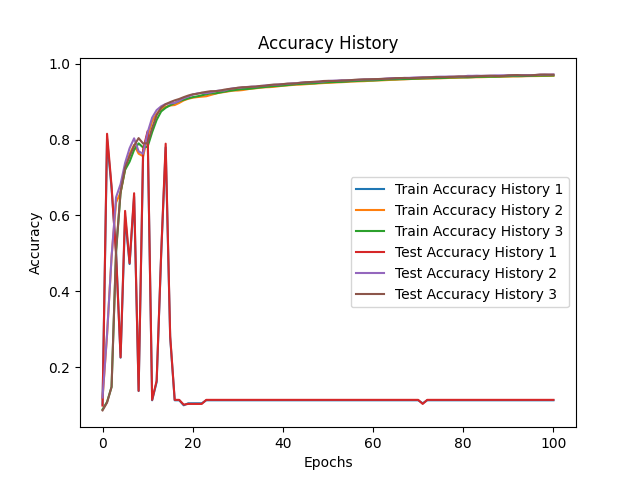 Accuracy History
1.0
0.8
0.6
0.4
0.2
Accuracy
Train Accuracy History 1
Train Accuracy History 2
Train Accuracy History 3
Test Accuracy History 1
Test Accuracy History 2
Test Accuracy History 3
0 20 40 60 80 100
Epochs